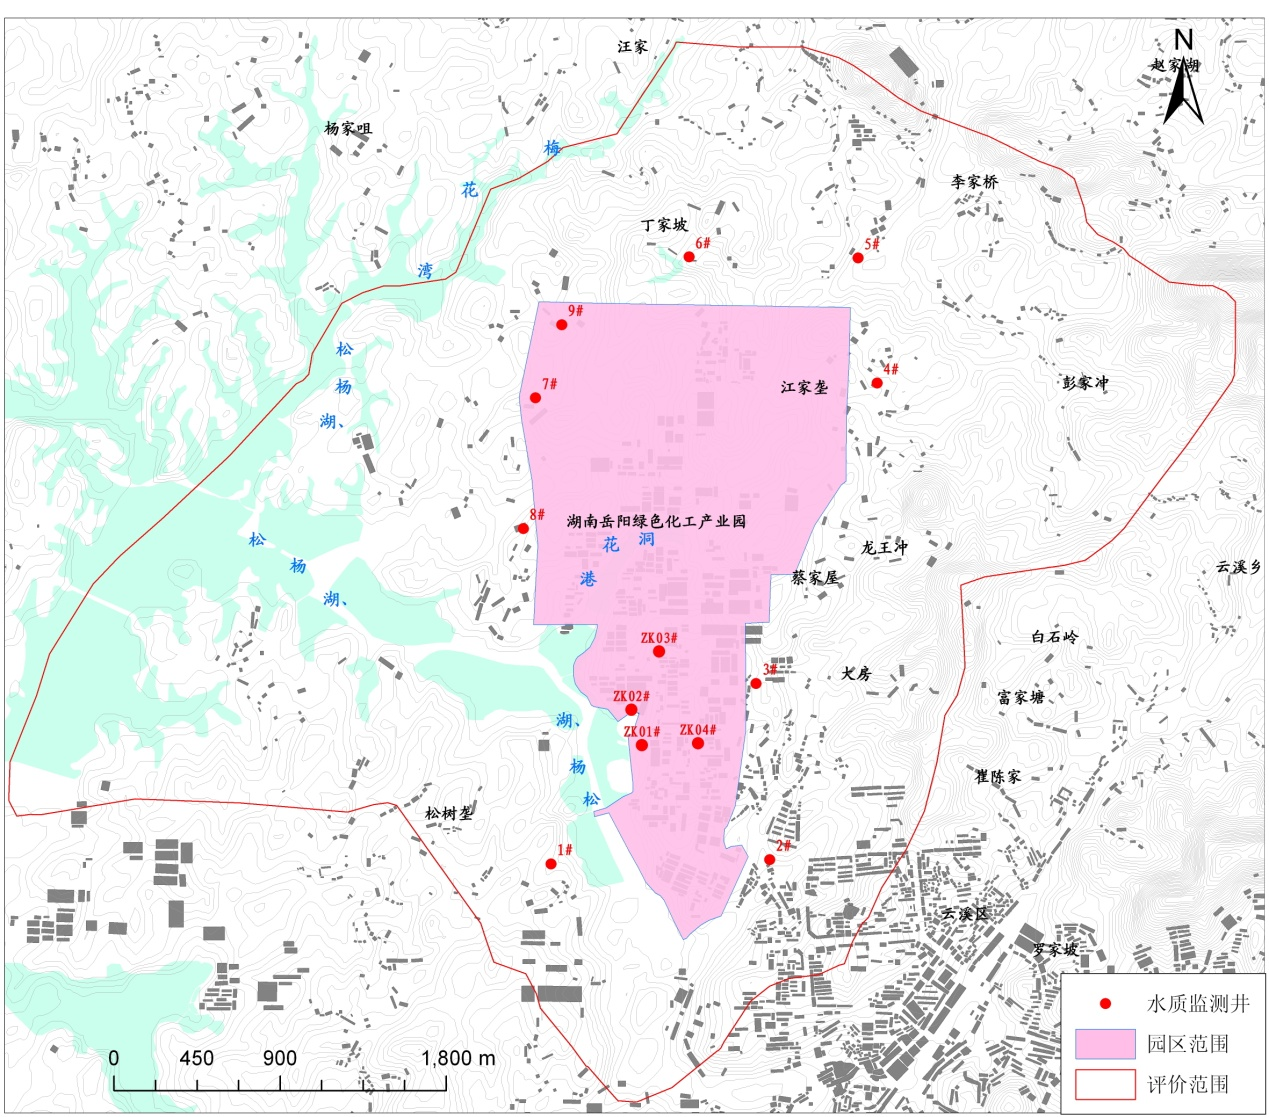 汪家
N
赵家湖
杨家咀
梅
花
李家桥
丁家坡
6#
5#
湾
9#
松
杨
湖、
7#
江家垄
4#
彭家冲
8#
湖南岳阳绿色化工产业园
花 洞
港
松
杨
湖、
龙王冲
蔡家屋
云溪乡
ZK03#
白石岭
3#
大房
ZK02#
富家塘
湖、
ZK01#
ZK04#
杨
崔陈家
松
松树垄
1#
2#
云溪区
罗家坡
水质监测井
园区范围
评价范围
0 450 900 1,800 m